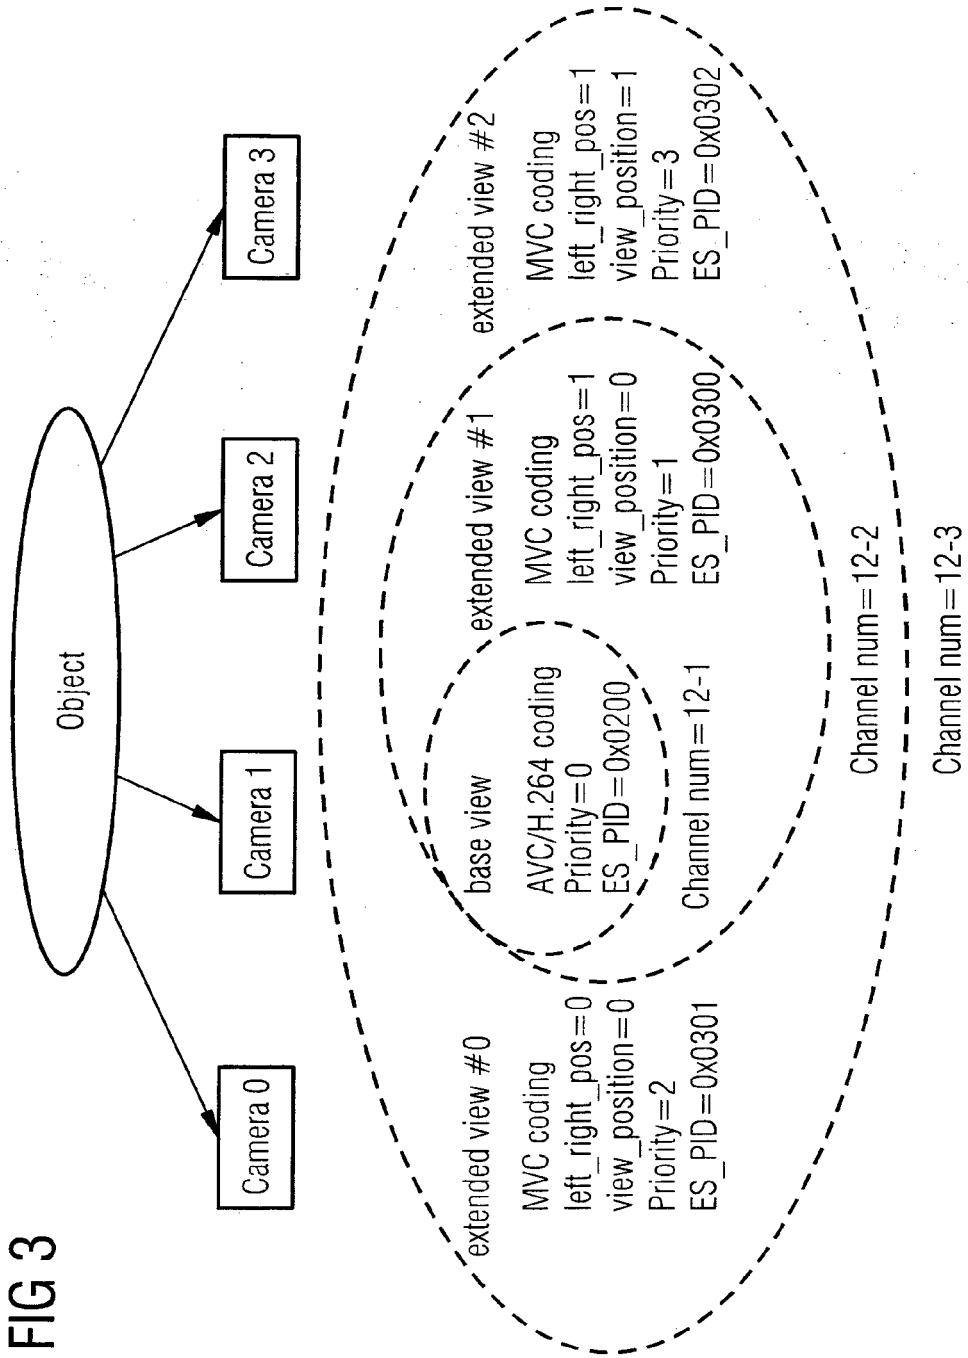 FIG 3
Object
Camera 0
Camera 1
Camera 2
Camera 3
extended view #0
MVC coding
left_right_pos=0
view_position=0
Priority=2
ES_PID=0x0301
base view
AVC/H.264 coding
Priority=0
ES_PID=0x0200
Channel num=12-1
extended view #1
MVC coding
left_right_pos=1
view_position=0
Priority=1
ES_PID=0x0300
extended view #2
MVC coding
left_right_pos=1
view_position=1
Priority=3
ES_PID=0x0302
Channel num=12-2
Channel num=12-3